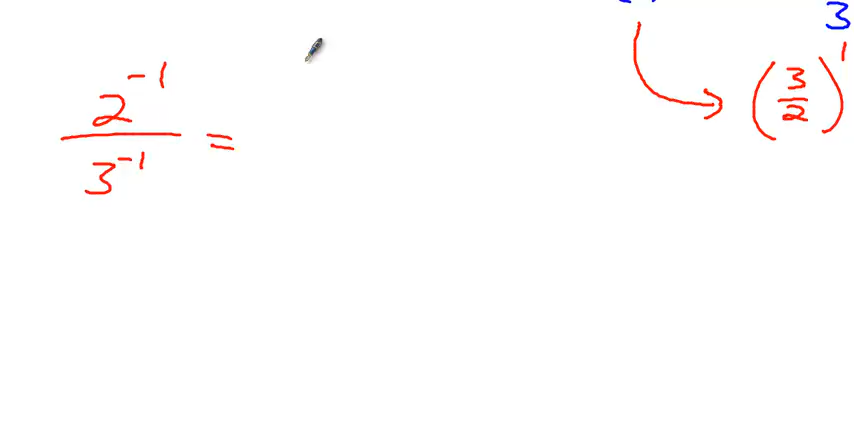 3
2^{-1} / 3^{-1} =
(3/2)^1